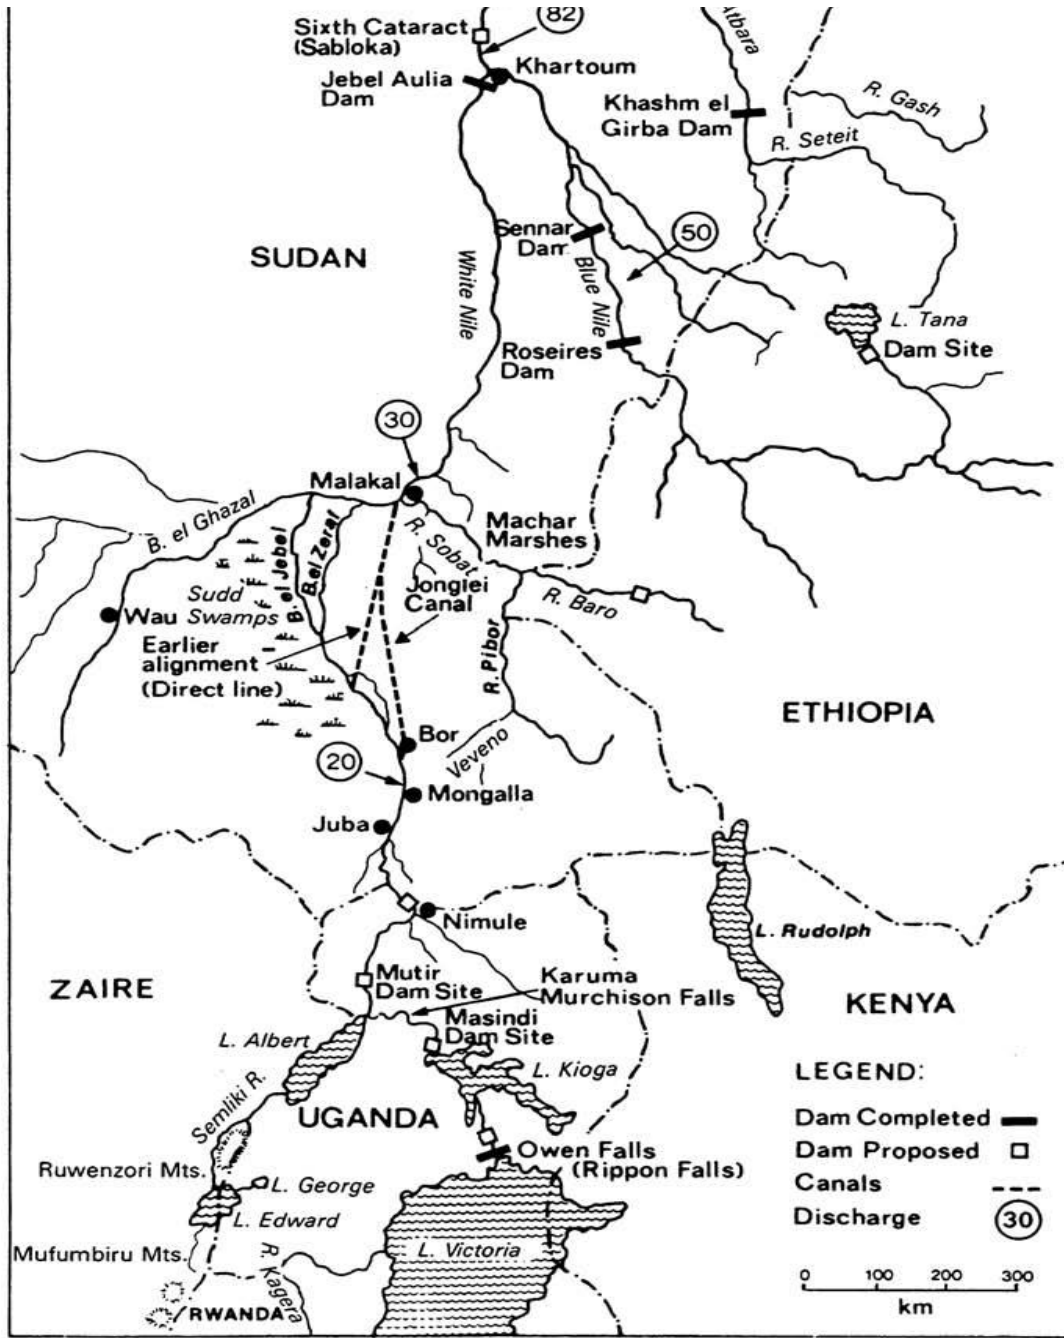 82
Sixth Cataract
(Sabloka)
Atbara
Khartoum
Jebel Aulia
Dam
Khashm el
Girba Dam
R. Gash
R. Seteit
Sennar
Dam
50
SUDAN
White Nile
Blue Nile
L. Tana
Dam Site
Roseires
Dam
30
Malakal
B. el Ghazal
R. Sobat
Machar
Marshes
B. el Jebel
B.el Zeraf
Jonglei
Canal
R. Baro
Sudd
Swamps
Wau
Earlier
alignment
(Direct line)
R. Pibor
ETHIOPIA
Bor
Veveno
20
Mongalla
Juba
Nimule
L. Rudolph
ZAIRE
Mutir
Dam Site
Karuma
Murchison Falls
KENYA
Masindi
Dam Site
L. Albert
L. Kioga
Semliki R.
UGANDA
LEGEND:
Dam Completed
Dam Proposed
Canals
Discharge
30
Owen Falls
(Rippon Falls)
Ruwenzori Mts.
L. George
L. Edward
Mufumbiru Mts.
R. Kagera
L. Victoria
RWANDA
0 100 200 300
km